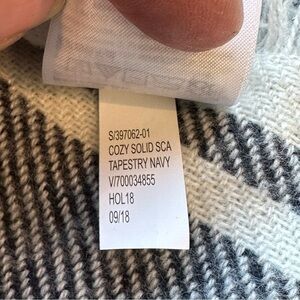 S/397062-01
COZY SOLID SCA
TAPESTRY NAVY
V/700034855
HOL18
09/18